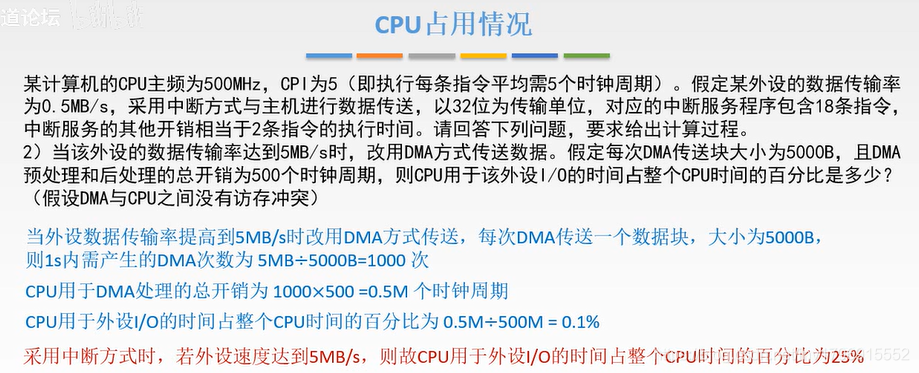 道论坛
CPU占用情况
某计算机的CPU主频为500MHz，CPI为5（即执行每条指令平均需5个时钟周期）。假定某外设的数据传输率
为0.5MB/s，采用中断方式与主机进行数据传送，以32位为传输单位，对应的中断服务程序包含18条指令，
中断服务的其他开销相当于2条指令的执行时间。请回答下列问题，要求给出计算过程。
2）当该外设的数据传输率达到5MB/s时，改用DMA方式传送数据。假定每次DMA传送块大小为5000B，且DMA
预处理和后处理的总开销为500个时钟周期，则CPU用于该外设I/O的时间占整个CPU时间的百分比是多少？
（假设DMA与CPU之间没有访存冲突）
当外设数据传输率提高到5MB/s时改用DMA方式传送，每次DMA传送一个数据块，大小为5000B，
则1s内需产生的DMA次数为 5MB÷5000B=1000 次
CPU用于DMA处理的总开销为 1000×500 =0.5M 个时钟周期
CPU用于外设I/O的时间占整个CPU时间的百分比为 0.5M÷500M = 0.1%
采用中断方式时，若外设速度达到5MB/s，则故CPU用于外设I/O的时间占整个CPU时间的百分比为25%